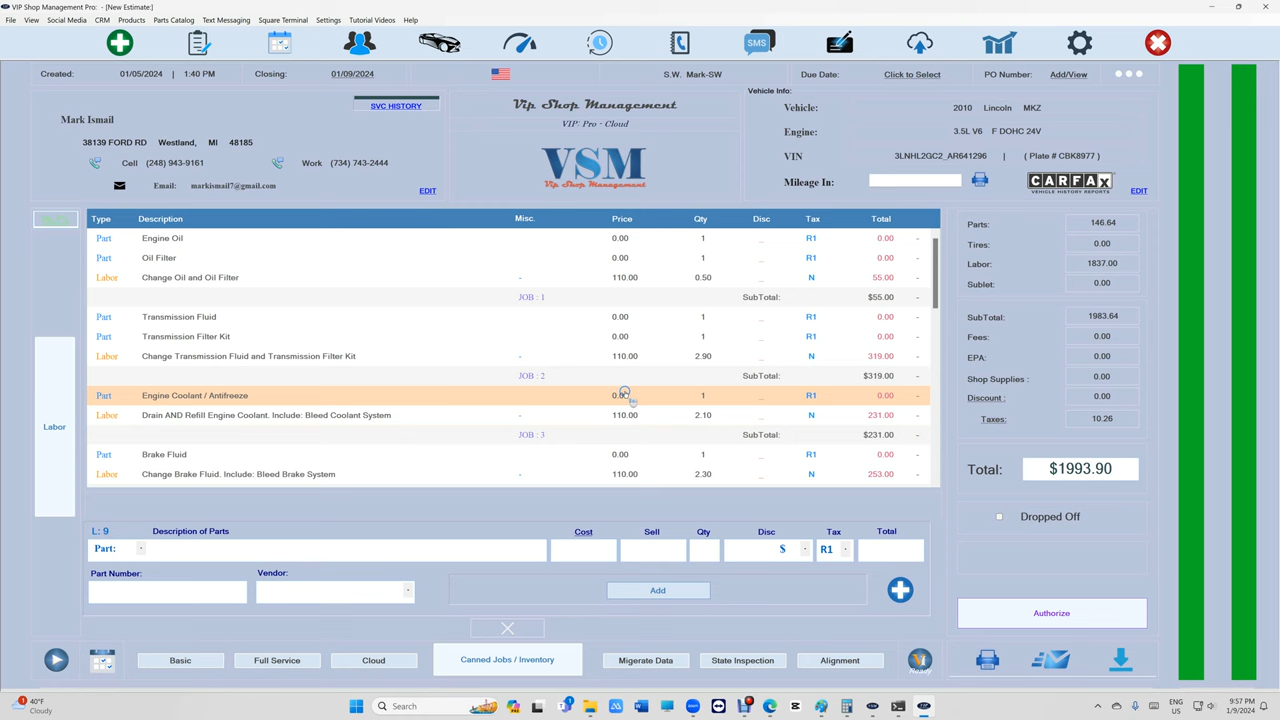 VIP Shop Management Pro: - [New Estimate:]
File View Social Media CRM Products Parts Catalog Text Messaging Square Terminal Settings Tutorial Videos Help
SMS
Created: 01/05/2024 | 1:40 PM Closing: 01/09/2024 S.W. Mark-SW Due Date: Click to Select PO Number: Add/View
SVC HISTORY
Mark Ismail
38139 FORD RD Westland, MI 48185
Cell (248) 943-9161 Work (734) 743-2444
Email: markismail7@gmail.com
EDIT
Vip Shop Management
VIP: Pro - Cloud
VSM
Vip Shop Management
Vehicle Info:
Vehicle: 2010 Lincoln MKZ
Engine: 3.5L V6 F DOHC 24V
VIN 3LNHL2GC2_AR641296 | ( Plate # CBK8977 )
Mileage In: CARFAX
VEHICLE HISTORY REPORTS
EDIT
Type Description Misc. Price Qty Disc Tax Total
Part Engine Oil 0.00 1 _ R1 0.00 -
Part Oil Filter 0.00 1 _ R1 0.00 -
Labor Change Oil and Oil Filter - 110.00 0.50 _ N 55.00 -
JOB : 1 SubTotal: $55.00 -
Part Transmission Fluid 0.00 1 _ R1 0.00 -
Part Transmission Filter Kit 0.00 1 _ R1 0.00 -
Labor Change Transmission Fluid and Transmission Filter Kit - 110.00 2.90 _ N 319.00 -
JOB : 2 SubTotal: $319.00 -
Part Engine Coolant / Antifreeze 0.00 1 _ R1 0.00 -
Labor Drain AND Refill Engine Coolant. Include: Bleed Coolant System - 110.00 2.10 _ N 231.00 -
JOB : 3 SubTotal: $231.00 -
Part Brake Fluid 0.00 1 _ R1 0.00 -
Labor Change Brake Fluid. Include: Bleed Brake System - 110.00 2.30 _ N 253.00 -
Labor
Parts: 146.64
Tires: 0.00
Labor: 1837.00
Sublet: 0.00
SubTotal: 1983.64
Fees: 0.00
EPA: 0.00
Shop Supplies : 0.00
Discount : 0.00
Taxes: 10.26
Total: $1993.90
Dropped Off
Authorize
L: 9 Description of Parts Cost Sell Qty Disc Tax Total
Part: $ R1
Part Number: Vendor:
Add
Basic Full Service Cloud Canned Jobs / Inventory Migerate Data State Inspection Alignment Ready
1 40°F
Cloudy
Search
ENG
US
9:57 PM
1/9/2024